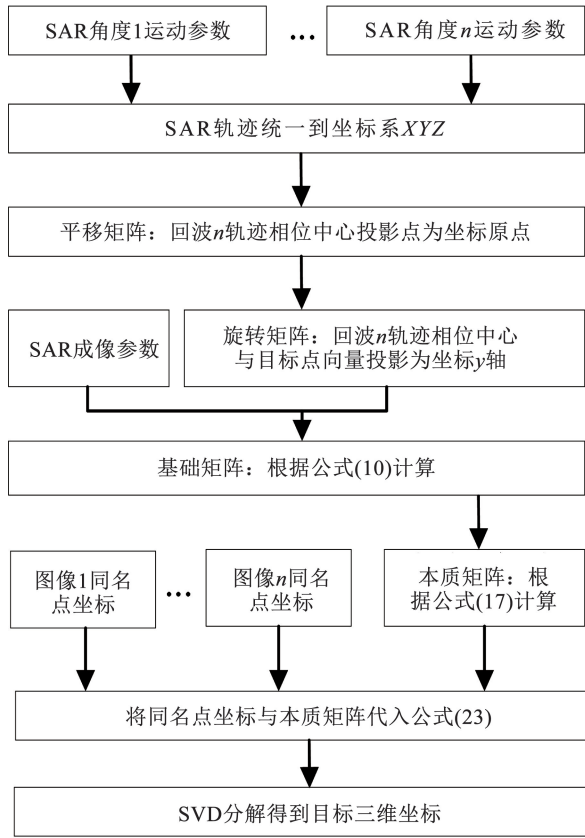 SAR角度1运动参数 ... SAR角度n运动参数
SAR轨迹统一到坐标系XYZ
平移矩阵：回波n轨迹相位中心投影点为坐标原点
SAR成像参数
旋转矩阵：回波n轨迹相位中心
与目标点向量投影为坐标y轴
基础矩阵：根据公式(10)计算
图像1同名
点坐标
...
图像n同名
点坐标
本质矩阵：根
据公式(17)计算
将同名点坐标与本质矩阵代入公式(23)
SVD分解得到目标三维坐标